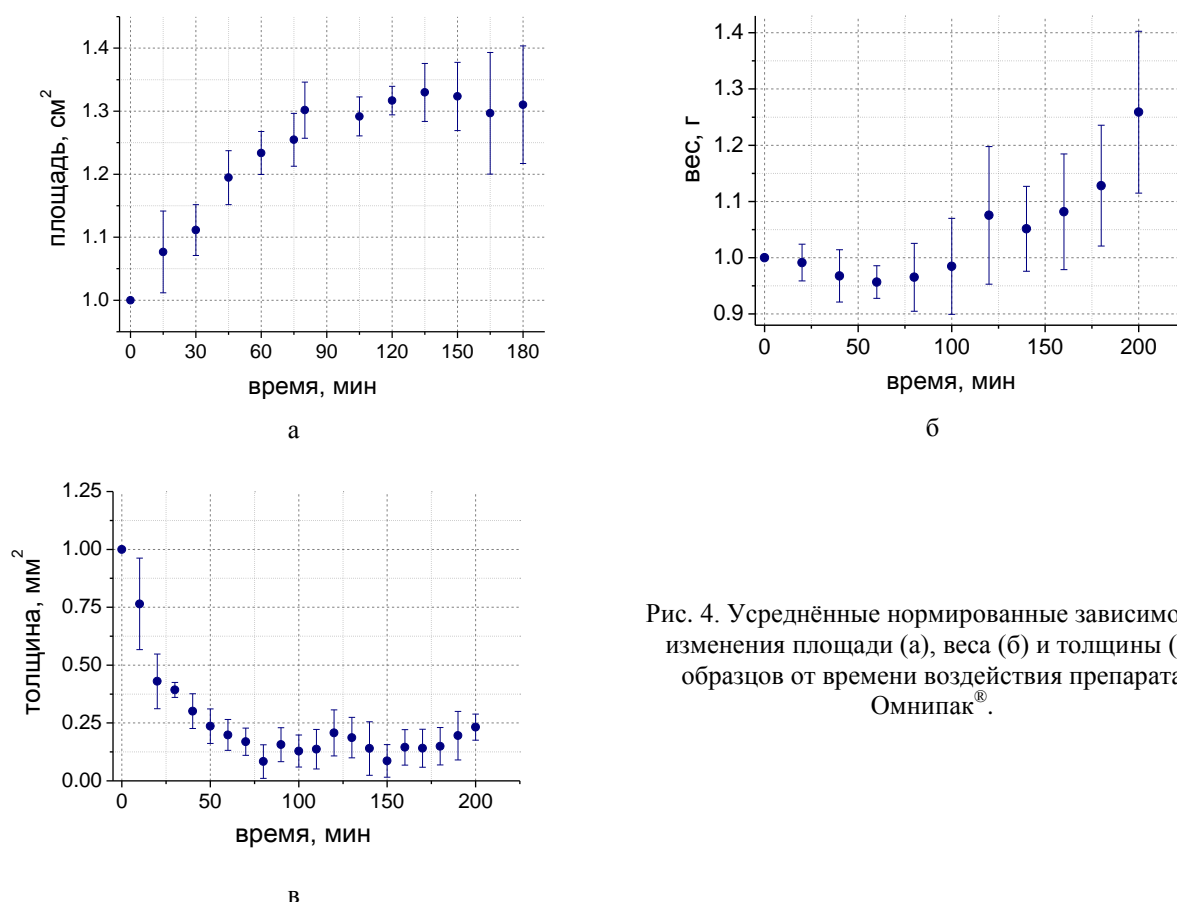 1.4
1.3
1.2
1.1
1.0
площадь, см²
0 30 60 90 120 150 180
время, мин
а
1.4
1.3
1.2
1.1
1.0
0.9
вес, г
0 50 100 150 200
время, мин
б
1.25
1.00
0.75
0.50
0.25
0.00
толщина, мм²
0 50 100 150 200
время, мин
в
Рис. 4. Усреднённые нормированные зависимо
изменения площади (а), веса (б) и толщины (
образцов от времени воздействия препарата
Омнипак®.